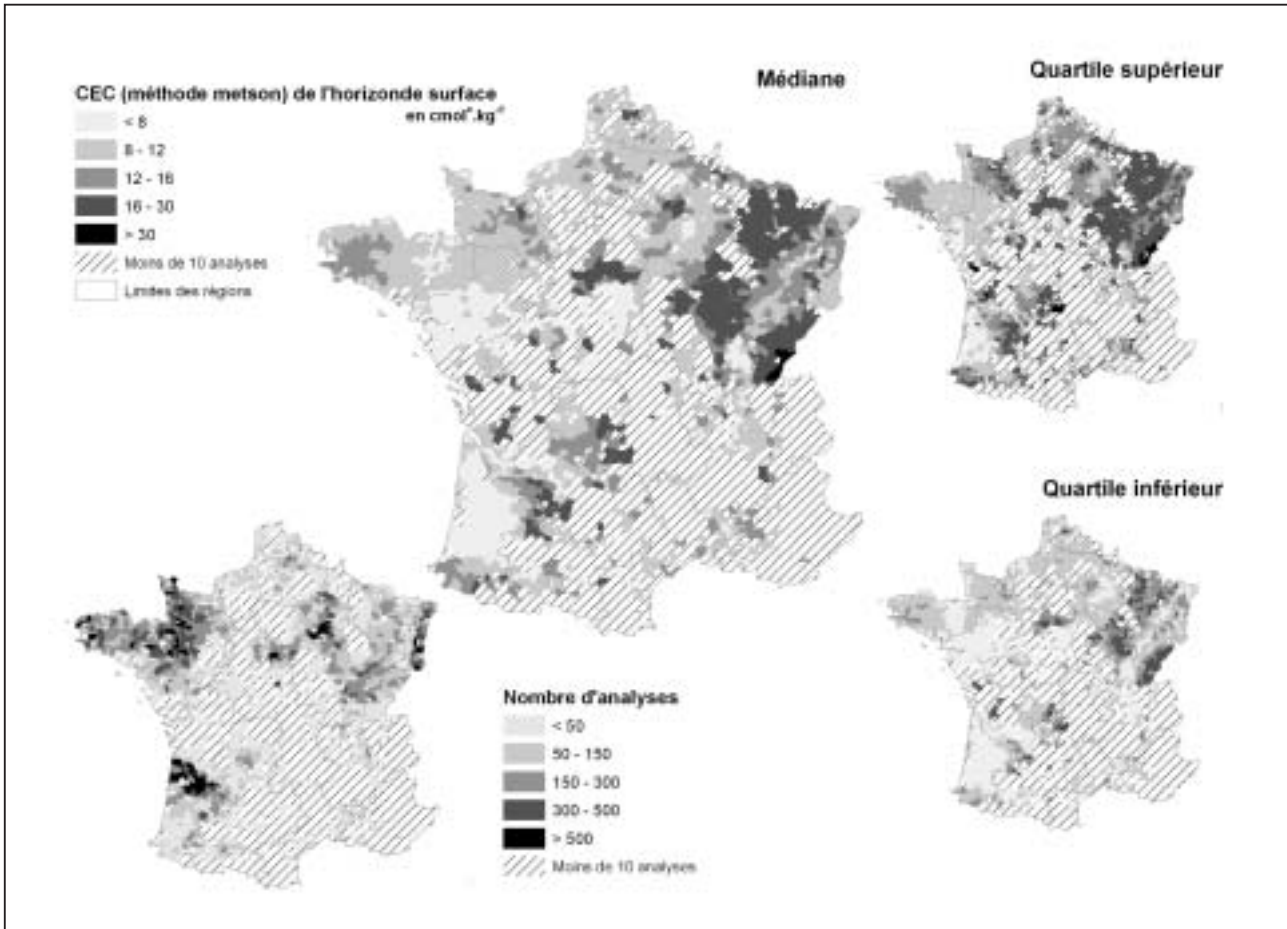 Médiane
Quartile supérieur
CEC (méthode metson) de l'horizonde surface
en cmol⁺.kg⁻¹
< 8
8 - 12
12 - 16
16 - 30
> 30
Moins de 10 analyses
Limites des régions
Quartile inférieur
Nombre d'analyses
< 50
50 - 150
150 - 300
300 - 500
> 500
Moins de 10 analyses